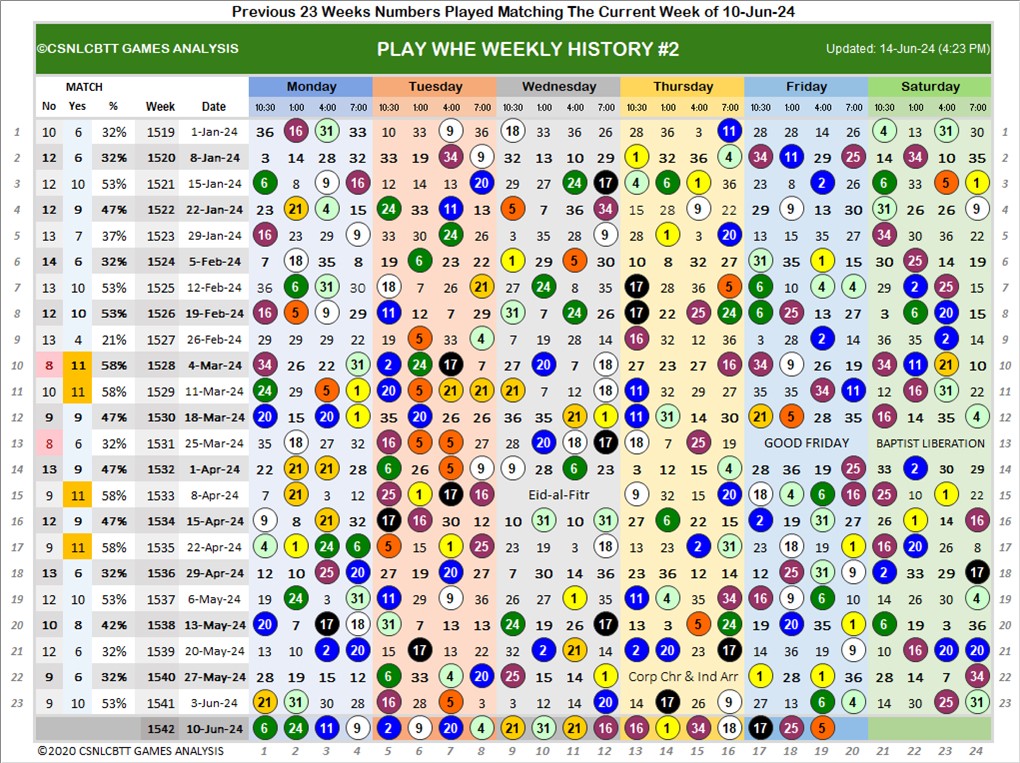 Previous 23 Weeks Numbers Played Matching The Current Week of 10-Jun-24
©CSNLCBTT GAMES ANALYSIS PLAY WHE WEEKLY HISTORY #2 Updated: 14-Jun-24 (4:23 PM)
MATCH Monday Tuesday Wednesday Thursday Friday Saturday
No Yes % Week Date 10:30 1:00 4:00 7:00 10:30 1:00 4:00 7:00 10:30 1:00 4:00 7:00 10:30 1:00 4:00 7:00 10:30 1:00 4:00 7:00 10:30 1:00 4:00 7:00
1 10 6 32% 1519 1-Jan-24 36 16 31 33 10 33 9 36 18 33 36 26 28 36 3 11 28 28 14 26 4 13 31 30 1
2 12 6 32% 1520 8-Jan-24 3 14 28 32 33 19 34 9 32 13 10 29 1 32 36 4 34 11 29 25 14 34 10 35 2
3 12 10 53% 1521 15-Jan-24 6 8 9 16 12 14 13 20 29 27 24 17 4 6 1 36 23 8 2 26 6 33 5 1 3
4 12 9 47% 1522 22-Jan-24 23 21 4 15 24 33 11 13 5 7 36 34 15 28 9 22 29 9 13 30 31 26 26 9 4
5 13 7 37% 1523 29-Jan-24 16 23 29 9 33 30 24 26 3 35 28 9 28 1 3 20 13 15 35 27 34 30 36 22 5
6 14 6 32% 1524 5-Feb-24 7 18 35 8 19 6 23 22 1 29 5 30 10 8 32 27 31 35 1 15 30 25 14 19 6
7 13 10 53% 1525 12-Feb-24 36 6 31 30 18 7 26 21 27 24 8 35 17 28 36 5 6 10 4 4 29 2 25 15 7
8 12 10 53% 1526 19-Feb-24 16 5 9 29 11 12 7 29 31 7 24 26 17 22 25 24 8 22 27 28 3 6 20 15 8
9 13 4 21% 1527 26-Feb-24 29 29 29 22 19 5 33 4 7 19 28 14 16 32 12 12 3 28 2 14 36 35 2 14 9
10 8 11 58% 1528 4-Mar-24 34 26 22 31 2 24 17 7 27 20 7 18 27 23 27 16 34 9 26 19 34 11 21 10 10
11 10 11 58% 1529 11-Mar-24 24 29 5 1 20 5 21 21 21 7 12 18 11 32 27 28 35 35 34 11 12 16 31 22 11
12 9 9 47% 1530 18-Mar-24 20 15 20 1 35 20 26 26 36 35 21 1 11 31 14 30 21 5 28 35 16 14 35 4 12
13 8 6 32% 1531 25-Mar-24 35 18 27 32 16 5 5 27 28 20 18 17 18 7 25 19 GOOD FRIDAY BAPTIST LIBERATION 13
14 13 9 47% 1532 1-Apr-24 22 21 21 28 6 26 5 9 9 28 6 23 3 12 15 4 28 36 19 25 33 2 30 29 14
15 9 11 58% 1533 8-Apr-24 7 21 3 12 25 1 17 16 Eid-al-Fitr 9 32 15 20 18 4 6 16 25 10 1 22 15
16 12 9 47% 1534 15-Apr-24 9 8 21 32 17 16 30 12 10 31 10 31 27 6 22 15 2 19 31 27 26 1 14 16 16
17 9 11 58% 1535 22-Apr-24 4 1 24 6 5 15 1 25 23 19 3 18 13 23 2 31 23 18 19 1 16 20 26 8 17
18 13 6 32% 1536 29-Apr-24 12 10 25 20 27 19 20 27 7 30 14 36 23 36 12 14 12 25 31 9 2 33 29 17 18
19 12 10 53% 1537 6-May-24 19 24 3 31 11 29 9 36 26 27 1 35 11 4 35 34 16 9 6 10 14 26 30 4 19
20 10 8 42% 1538 13-May-24 20 7 17 18 31 7 13 13 24 19 26 17 13 3 5 24 19 20 35 1 6 19 3 36 20
21 12 6 32% 1539 20-May-24 13 10 2 20 15 17 13 22 32 2 21 35 2 20 23 17 14 36 19 9 10 16 20 20 21
22 9 6 32% 1540 27-May-24 28 19 15 12 6 33 4 20 25 15 14 1 Corp Chr & Ind Arr 1 28 1 36 28 14 7 34 22
23 9 10 53% 1541 3-Jun-24 21 31 30 28 16 28 5 3 3 12 14 20 14 17 26 9 27 13 6 4 14 30 25 31 23
1542 10-Jun-24 6 24 11 9 2 9 20 4 21 31 21 16 16 1 34 18 17 25 5
©2020 CSNLCBTT GAMES ANALYSIS 1 2 3 4 5 6 7 8 9 10 11 12 13 14 15 16 17 18 19 20 21 22 23 24